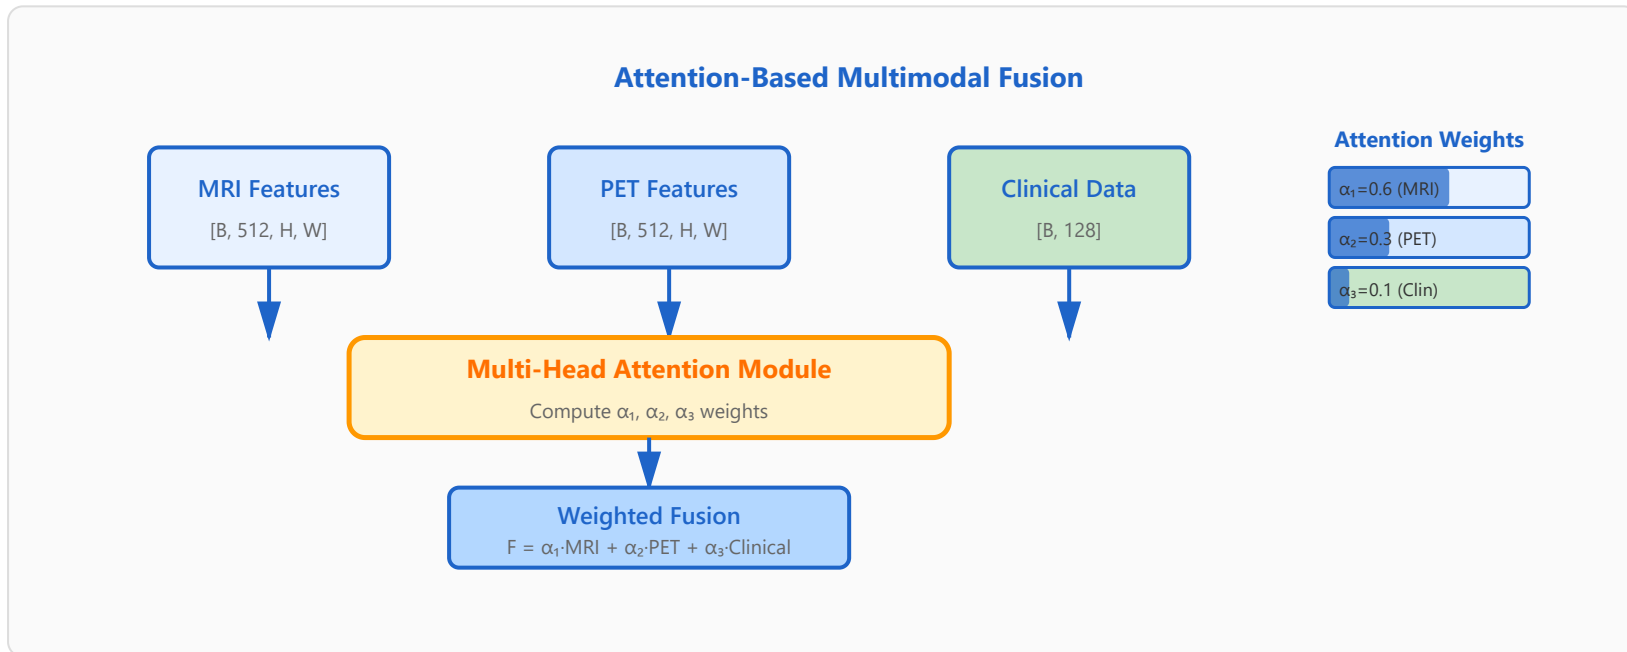 Attention-Based Multimodal Fusion
MRI Features
[B, 512, H, W]
PET Features
[B, 512, H, W]
Clinical Data
[B, 128]
Attention Weights
α₁=0.6 (MRI)
α₂=0.3 (PET)
α₃=0.1 (Clin)
Multi-Head Attention Module
Compute α₁, α₂, α₃ weights
Weighted Fusion
F = α₁·MRI + α₂·PET + α₃·Clinical